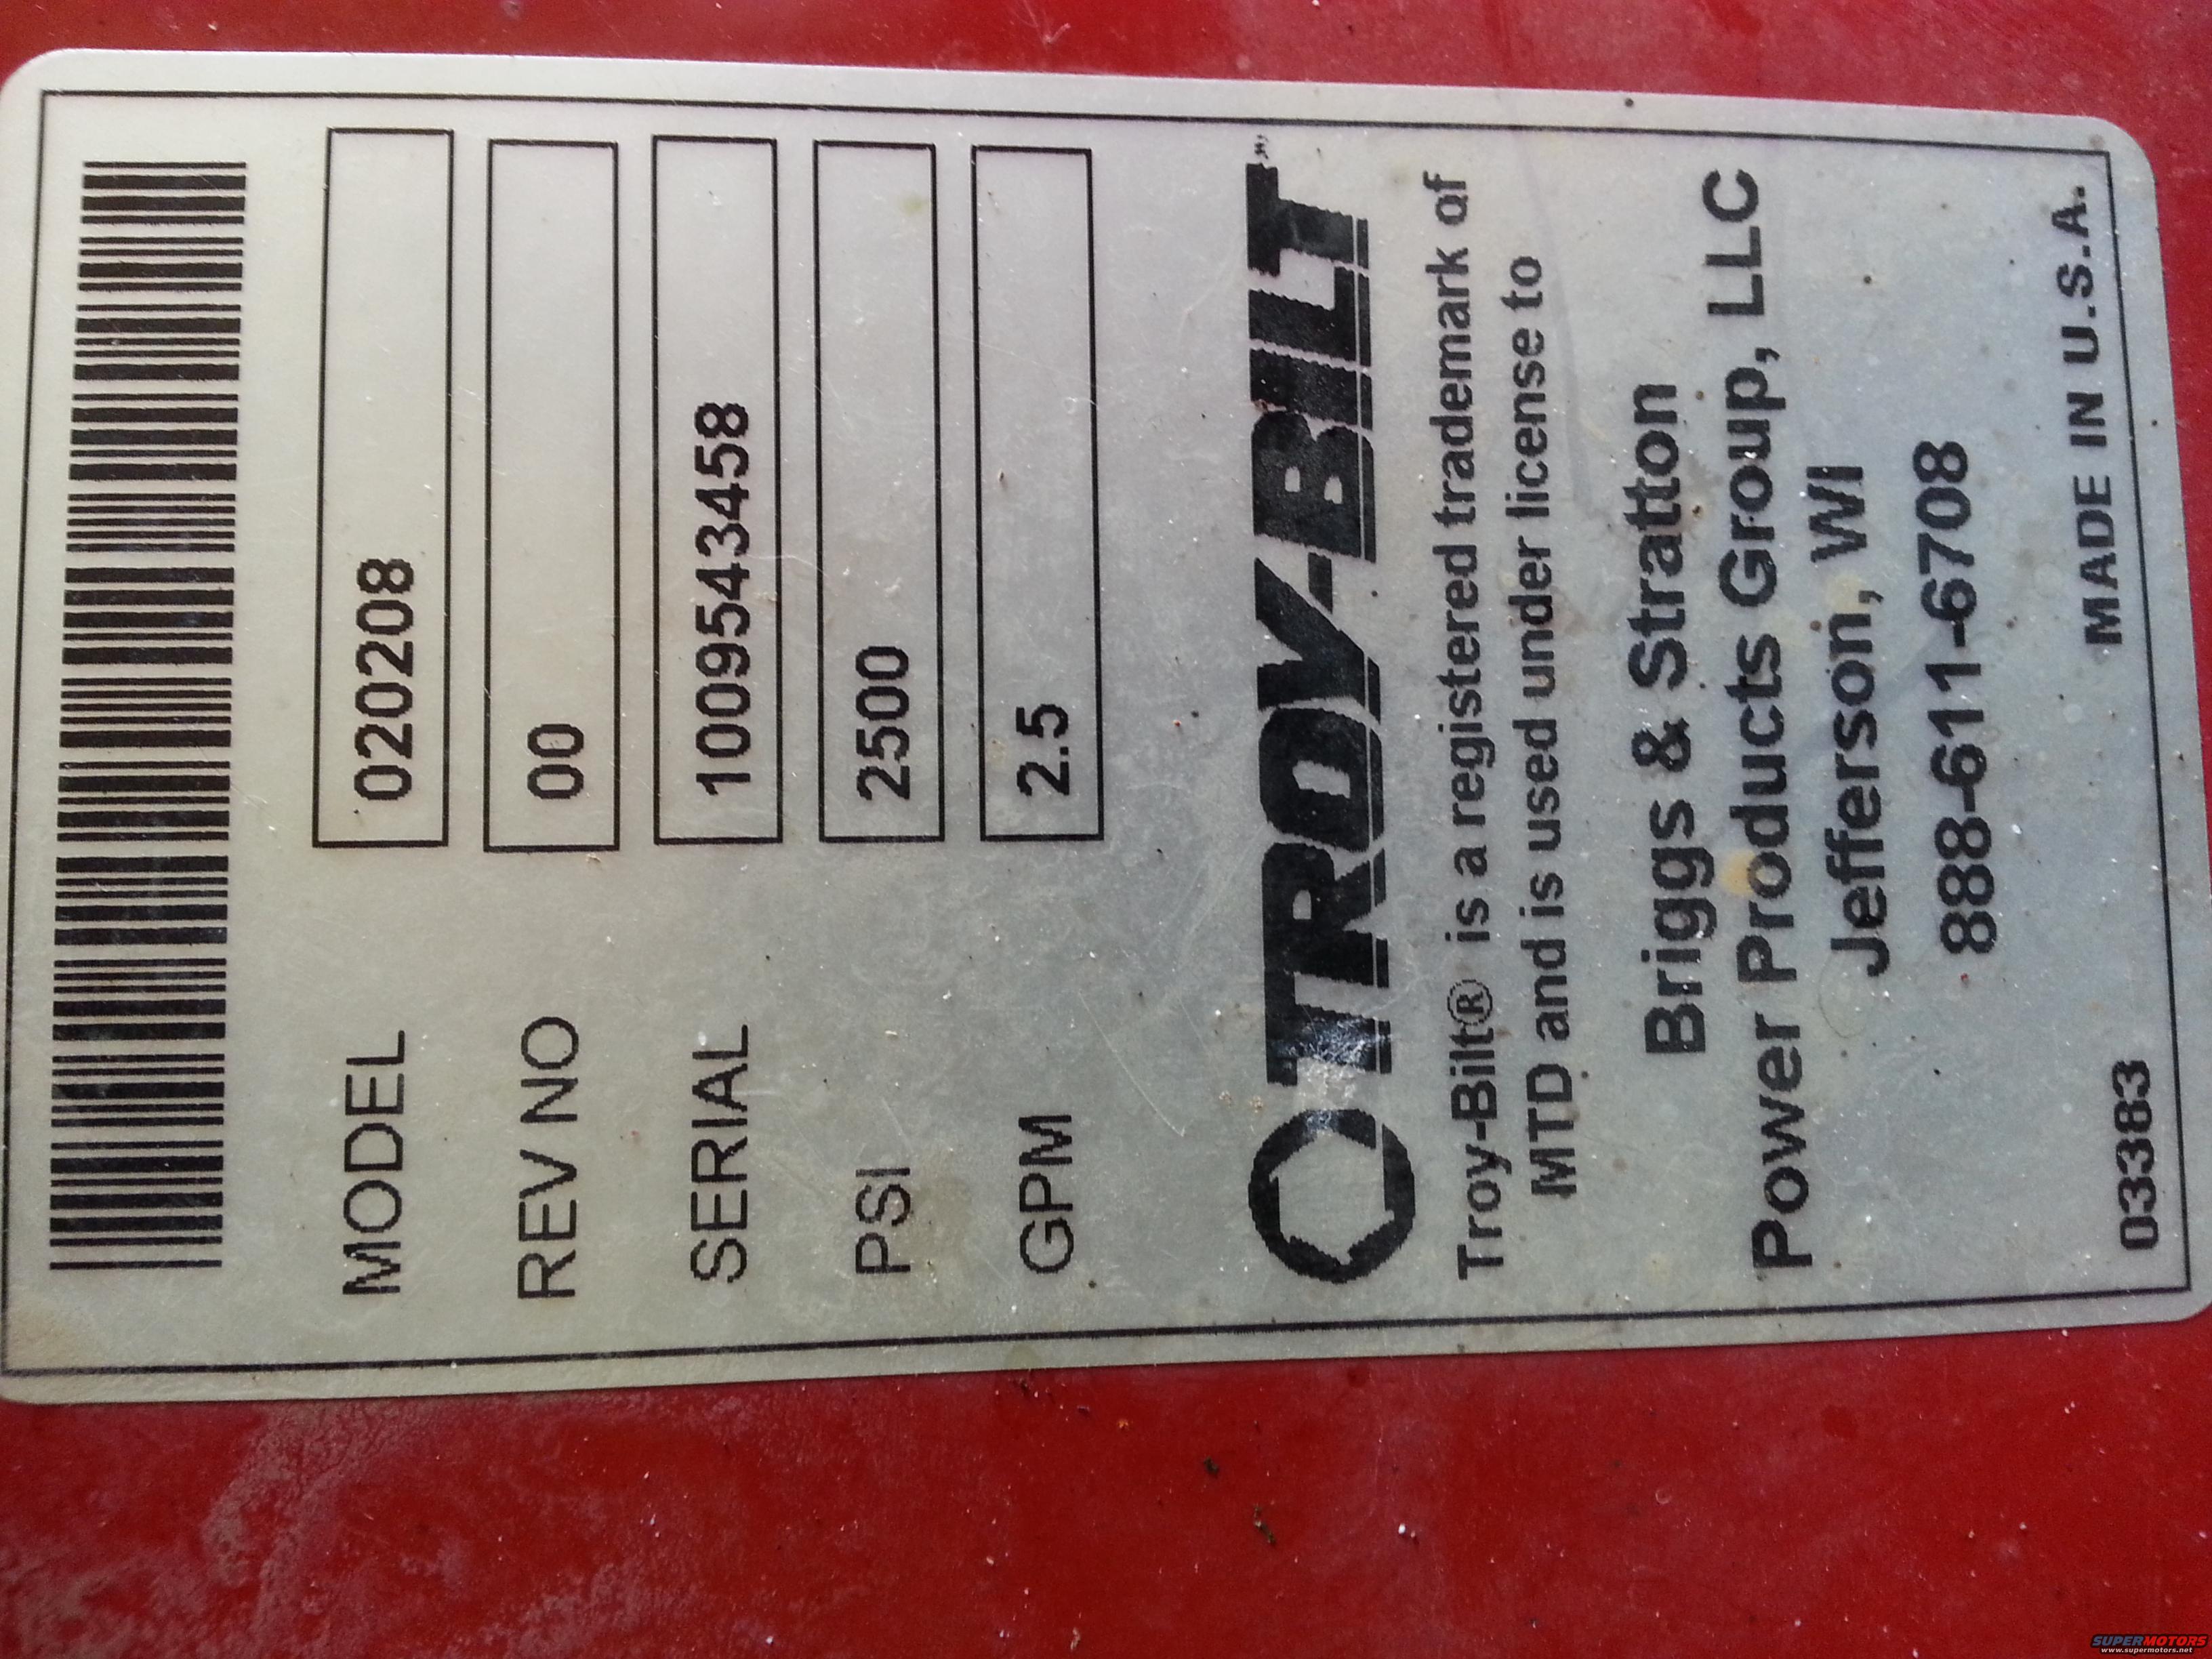 MODEL 020208
REV NO 00
SERIAL 1009543458
PSI 2500
GPM 2.5
TROY-BILT
Troy-Bilt® is a registered trademark of
MTD and is used under license to
Briggs & Stratton
Power Products Group, LLC
Jefferson, WI
888-611-6708
033383 MADE IN U.S.A.
SUPERMOTORS
www.supermotors.net